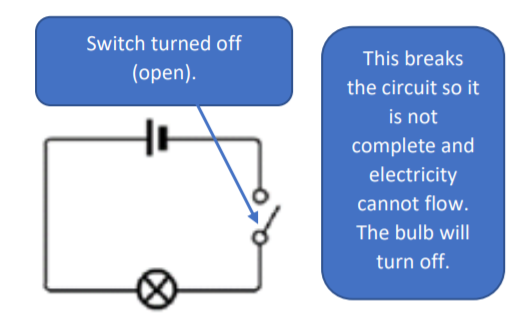 Switch turned off
(open).
This breaks
the circuit so it
is not
complete and
electricity
cannot flow.
The bulb will
turn off.